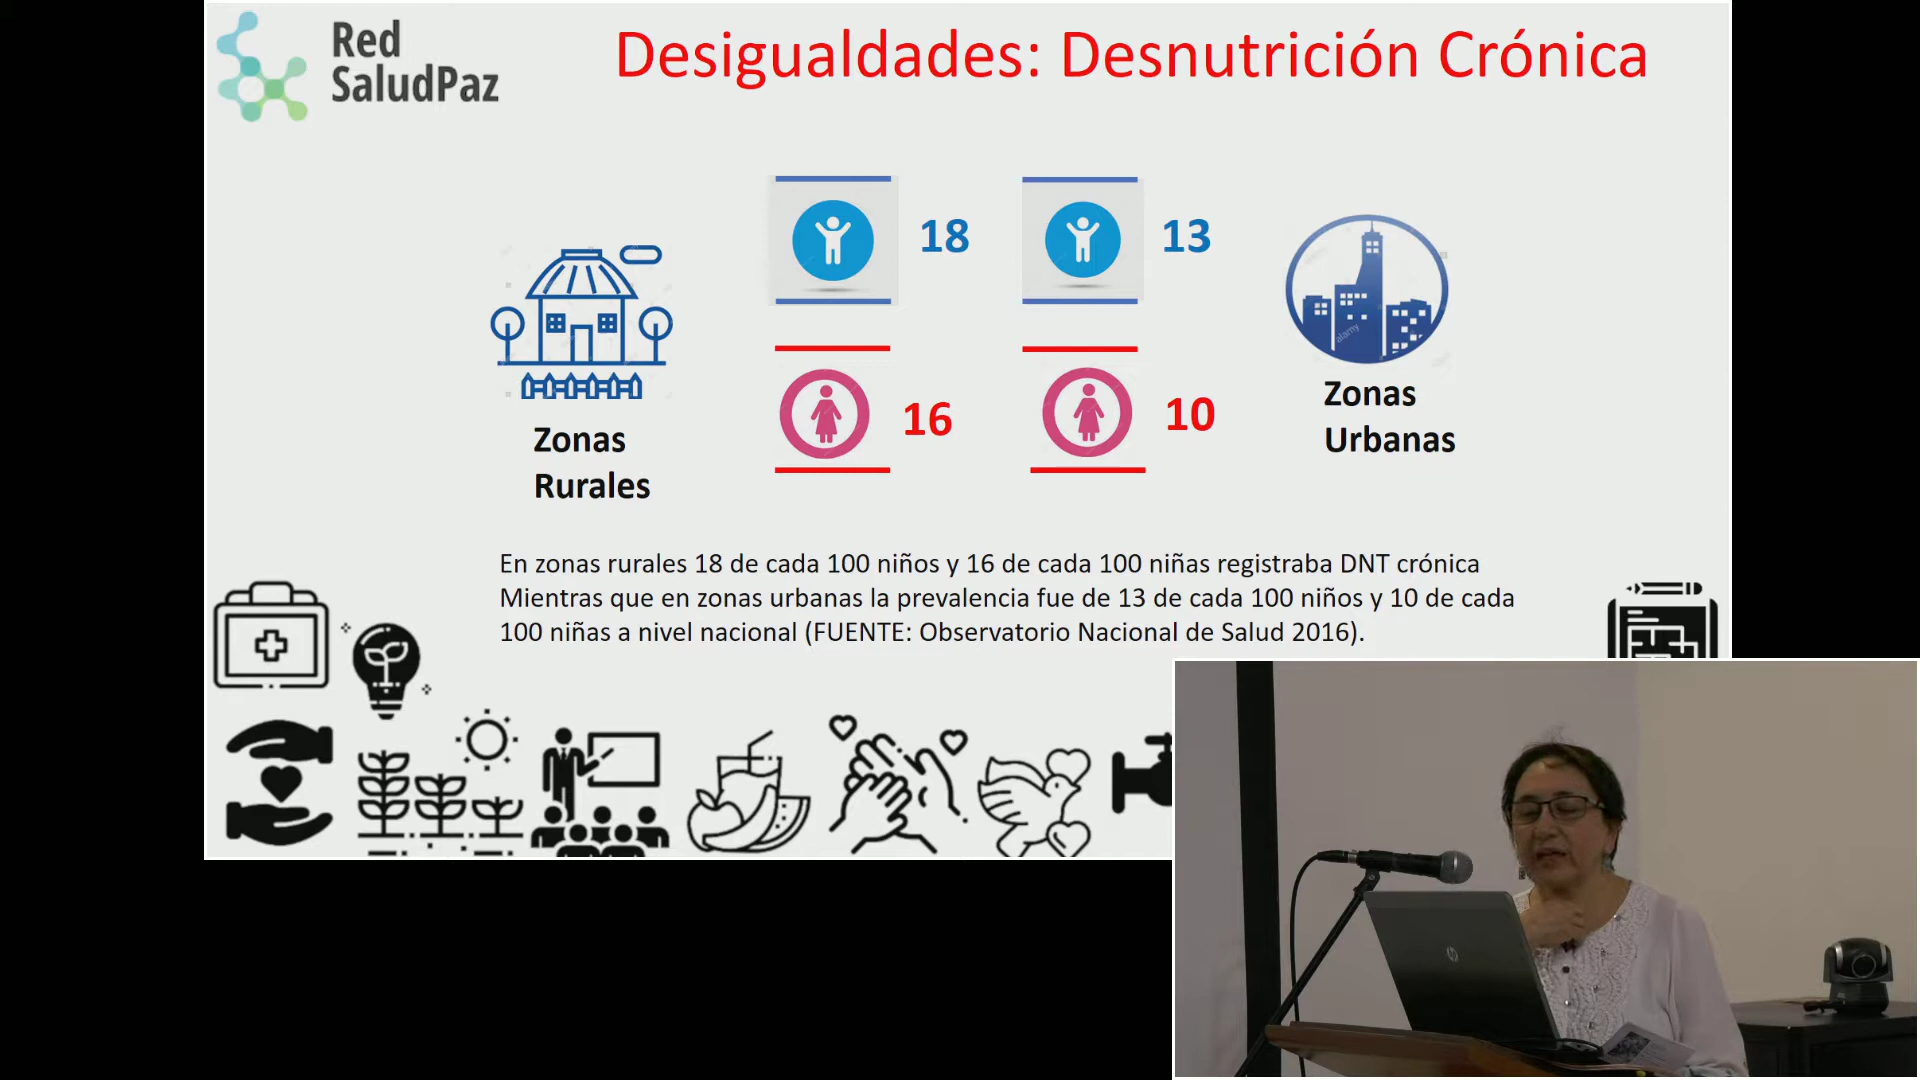 Red
SaludPaz
Desigualdades: Desnutrición Crónica
18
13
16
10
Zonas
Rurales
Zonas
Urbanas
alamy
En zonas rurales 18 de cada 100 niños y 16 de cada 100 niñas registraba DNT crónica
Mientras que en zonas urbanas la prevalencia fue de 13 de cada 100 niños y 10 de cada
100 niñas a nivel nacional (FUENTE: Observatorio Nacional de Salud 2016).
hp